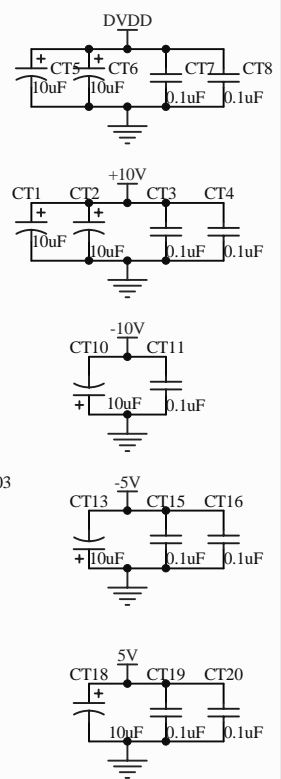 DVDD
CT5 CT6 CT7 CT8
10uF 10uF 0.1uF 0.1uF
+10V
CT1 CT2 CT3 CT4
10uF 10uF 0.1uF 0.1uF
-10V
CT10 CT11
10uF 0.1uF
03
-5V
CT13 CT15 CT16
10uF 0.1uF 0.1uF
5V
CT18 CT19 CT20
10uF 0.1uF 0.1uF